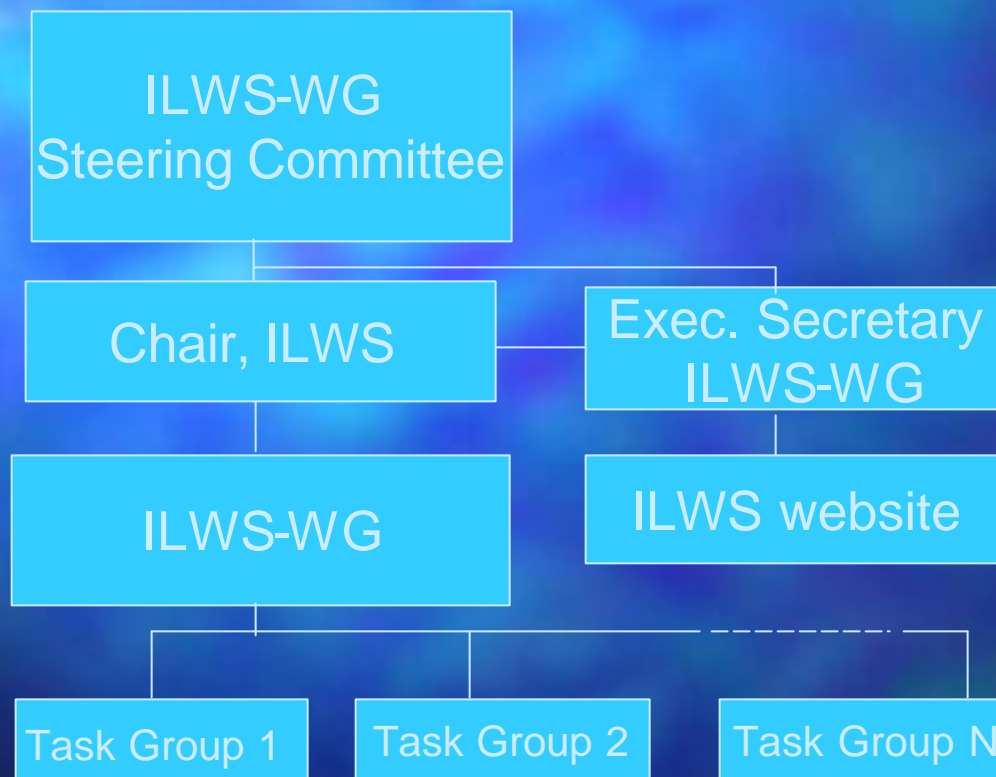 ILWS-WG
Steering Committee
Chair, ILWS
Exec. Secretary
ILWS-WG
ILWS-WG
ILWS website
Task Group 1
Task Group 2
Task Group N